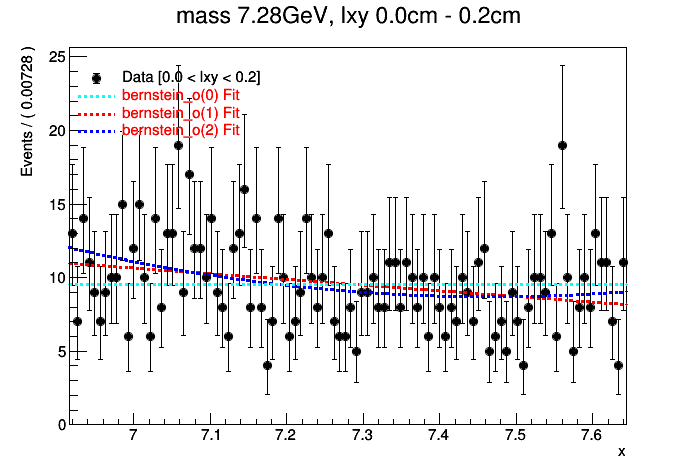 mass 7.28GeV, lxy 0.0cm - 0.2cm
Events / ( 0.00728 )
25
20
15
10
5
0
Data [0.0 < lxy < 0.2]
bernstein_o(0) Fit
bernstein_o(1) Fit
bernstein_o(2) Fit
7 7.1 7.2 7.3 7.4 7.5 7.6
x